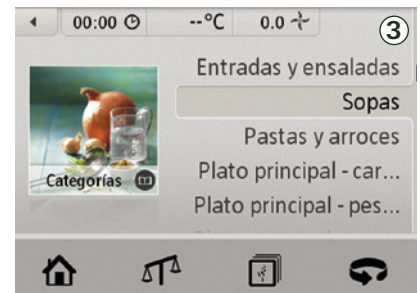 00:00 --°C 0.0 3
Entradas y ensaladas
Sopas
Pastas y arroces
Plato principal - car...
Categorías
Plato principal - pes...